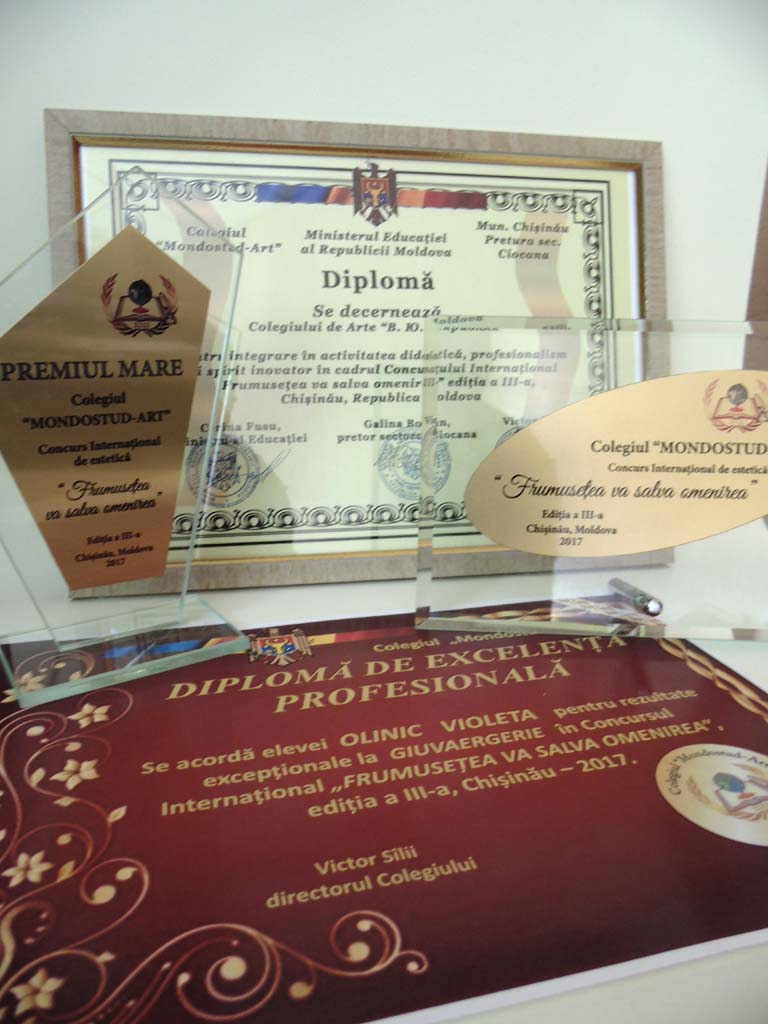 Colegiul
"Mondostud-Art"
Ministerul Educației
al Republicii Moldova
Mun. Chișinău
Pretura sec.
Ciocana
Diplomă
Se decernează
Colegiului de Arte "B. Ю.
integrare în activitatea didactică, profesionalism
spirit inovator în cadrul Concursului Internațional
Frumusețea va salva omenirii" ediția a III-a,
Chișinău, Republica Moldova
Corina Fusu,
Educației
Galina
pretor Ciocana
PREMIUL MARE
Colegiul
"MONDOSTUD-ART"
Concurs Internațional
de estetică
"Frumusețea
va salva omenirea"
Ediția a III-a
Chișinău, Moldova
2017
Colegiul "MONDOSTUD-
Concurs Internațional de estetică
"Frumusețea va salva omenirea"
Ediția a III-a
Chișinău, Moldova
2017
Colegiul „Mondost
DIPLOMĂ DE EXCELENȚĂ
PROFESIONALĂ
Se acordă elevei OLINIC VIOLETA pentru rezultate
excepționale la GIUVAERGERIE în Concursul
Internațional „FRUMUSEȚEA VA SALVA OMENIREA",
ediția a III-a, Chișinău – 2017.
Victor Sîlii
directorul Colegiului
Mondostud-Art